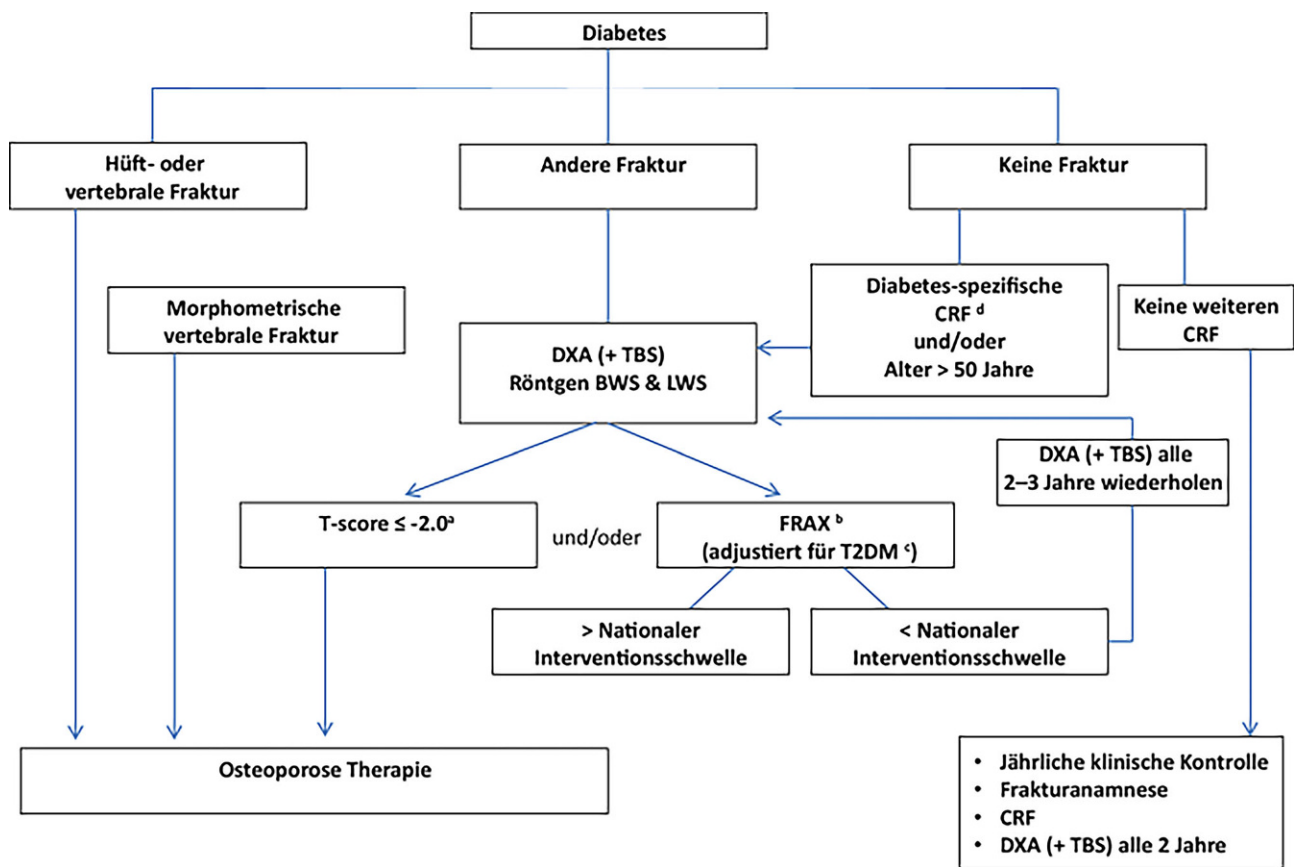 Diabetes
Hüft- oder
vertebrale Fraktur
Andere Fraktur
Keine Fraktur
Morphometrische
vertebrale Fraktur
DXA (+ TBS)
Röntgen BWS & LWS
Diabetes-spezifische
CRF d
und/oder
Alter > 50 Jahre
Keine weiteren
CRF
DXA (+ TBS) alle
2–3 Jahre wiederholen
T-score ≤ -2.0a
und/oder
FRAX b
(adjustiert für T2DM c)
> Nationaler
Interventionsschwelle
< Nationaler
Interventionsschwelle
Osteoporose Therapie
• Jährliche klinische Kontrolle
• Frakturanamnese
• CRF
• DXA (+ TBS) alle 2 Jahre